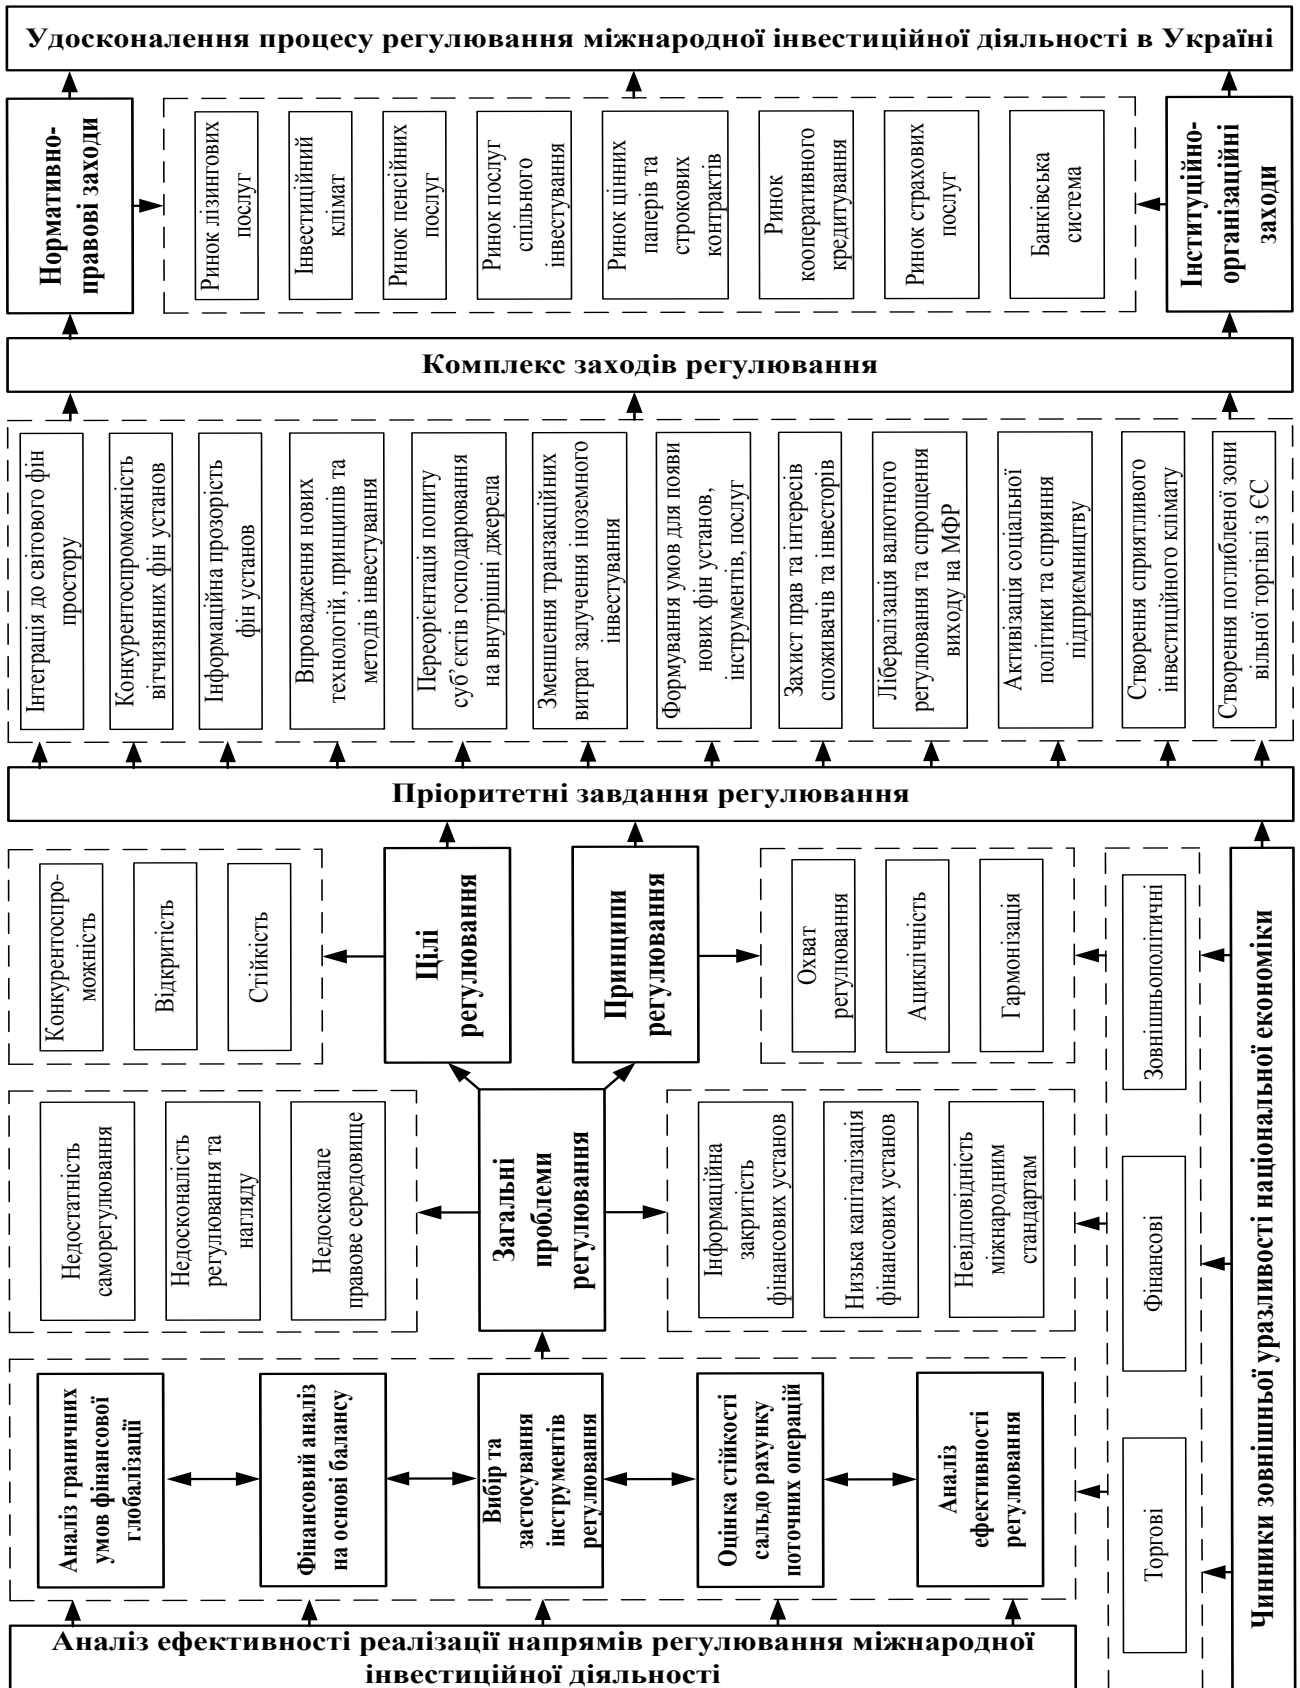 Удосконалення процесу регулювання міжнародної інвестиційної діяльності в Україні
Нормативно-
правові заходи
Ринок лізингових
послуг
Інвестиційний
клімат
Ринок пенсійних
послуг
Ринок послуг
спільного
інвестування
Ринок цінних
паперів та
строкових
контрактів
Ринок
кооперативного
кредитування
Ринок страхових
послуг
Банківська
система
Інституційно-
організаційні
заходи
Комплекс заходів регулювання
Інтеграція до світового фін
простору
Конкурентоспроможність
вітчизняних фін установ
Інформаційна прозорість
фін установ
Впровадження нових
технологій, принципів та
методів інвестування
Переорієнтація попиту
суб’єктів господарювання
на внутрішні джерела
Зменшення транзакційних
витрат залучення іноземного
інвестування
Формування умов для появи
нових фін установ,
інструментів, послуг
Захист прав та інтересів
споживачів та інвесторів
Лібералізація валютного
регулювання та спрощення
виходу на МФР
Активізація соціальної
політики та сприяння
підприємництву
Створення сприятливого
інвестиційного клімату
Створення поглибленої зони
вільної торгівлі з ЄС
Пріоритетні завдання регулювання
Конкурентоспро-
можність
Відкритість
Стійкість
Цілі
регулювання
Принципи
регулювання
Охват
регулювання
Ациклічність
Гармонізація
Недостатність
саморегулювання
Недосконалість
регулювання та
нагляду
Недосконале
правове середовище
Загальні
проблеми
регулювання
Інформаційна
закритість
фінансових установ
Низька капіталізація
фінансових установ
Невідповідність
міжнародним
стандартам
Аналіз граничних
умов фінансової
глобалізації
Фінансовий аналіз
на основі балансу
Вибір та
застосування
інструментів
регулювання
Оцінка стійкості
сальдо рахунку
поточних операцій
Аналіз
ефективності
регулювання
Зовнішньополітичні
Фінансові
Торгові
Чинники зовнішньої уразливості національної економіки
Аналіз ефективності реалізації напрямів регулювання міжнародної
інвестиційної діяльності